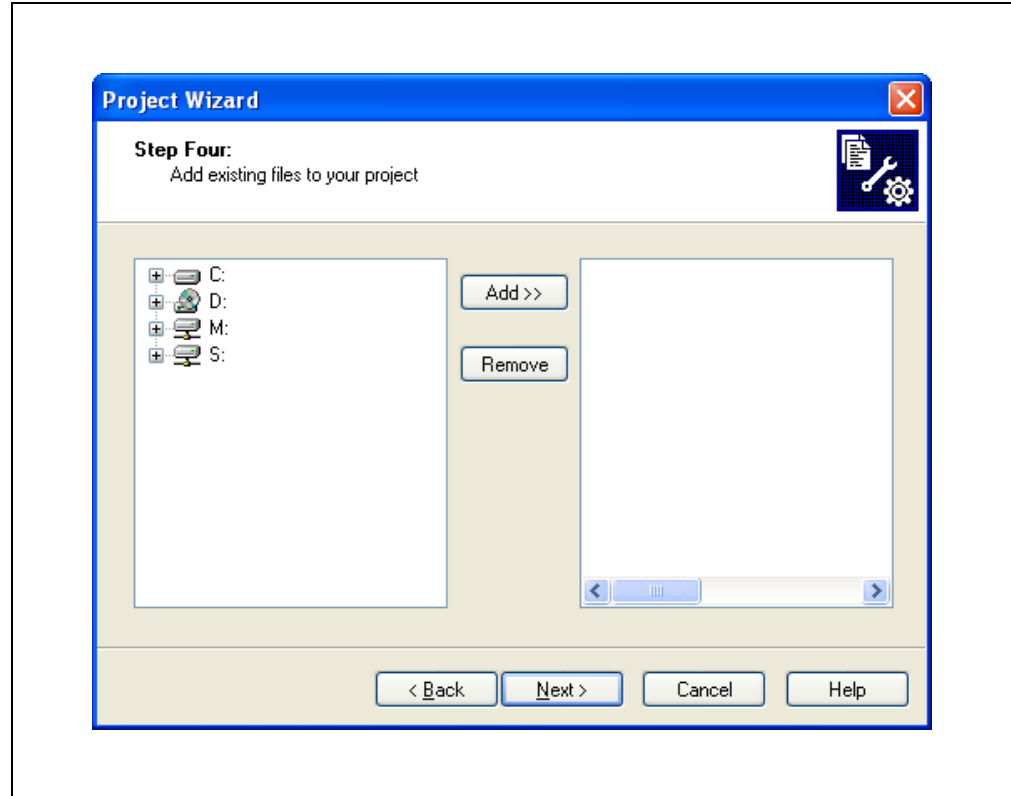 Project Wizard
Step Four:
Add existing files to your project
C:
D:
M:
S:
Add >>
Remove
< Back
Next >
Cancel
Help